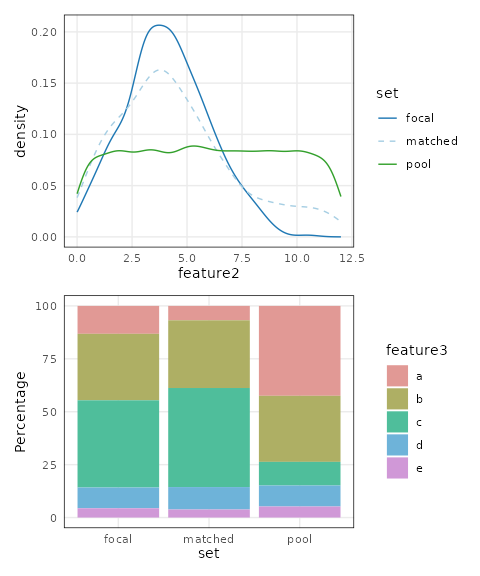 0.20
0.15
0.10
0.05
0.00
density
0.0 2.5 5.0 7.5 10.0 12.5
feature2
set
focal
matched
pool
100
75
50
25
0
Percentage
focal matched pool
set
feature3
a
b
c
d
e